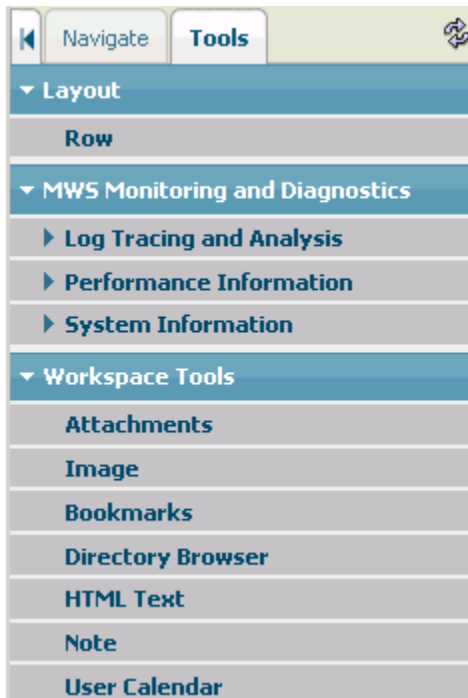 Navigate Tools
Layout
Row
MWS Monitoring and Diagnostics
Log Tracing and Analysis
Performance Information
System Information
Workspace Tools
Attachments
Image
Bookmarks
Directory Browser
HTML Text
Note
User Calendar